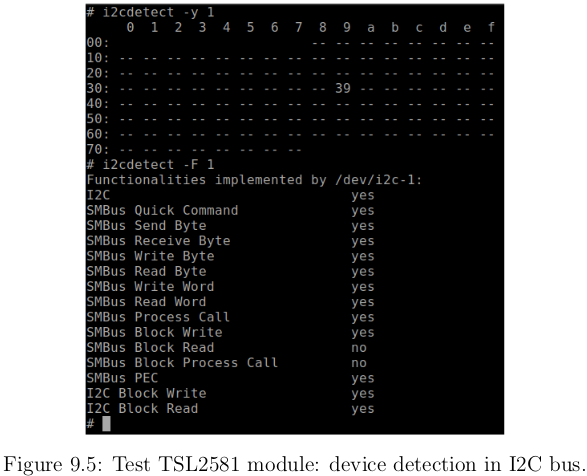 # i2cdetect -y 1
     0  1  2  3  4  5  6  7  8  9  a  b  c  d  e  f
00:                         -- -- -- -- -- -- -- --
10: -- -- -- -- -- -- -- -- -- -- -- -- -- -- -- --
20: -- -- -- -- -- -- -- -- -- -- -- -- -- -- -- --
30: -- -- -- -- -- -- -- -- -- 39 -- -- -- -- -- --
40: -- -- -- -- -- -- -- -- -- -- -- -- -- -- -- --
50: -- -- -- -- -- -- -- -- -- -- -- -- -- -- -- --
60: -- -- -- -- -- -- -- -- -- -- -- -- -- -- -- --
70: -- -- -- -- -- -- -- --
# i2cdetect -F 1
Functionalities implemented by /dev/i2c-1:
I2C                              yes
SMBus Quick Command              yes
SMBus Send Byte                  yes
SMBus Receive Byte               yes
SMBus Write Byte                 yes
SMBus Read Byte                  yes
SMBus Write Word                 yes
SMBus Read Word                  yes
SMBus Process Call               yes
SMBus Block Write                yes
SMBus Block Read                 no
SMBus Block Process Call         no
SMBus PEC                        yes
I2C Block Write                  yes
I2C Block Read                   yes
#
Figure 9.5: Test TSL2581 module: device detection in I2C bus.